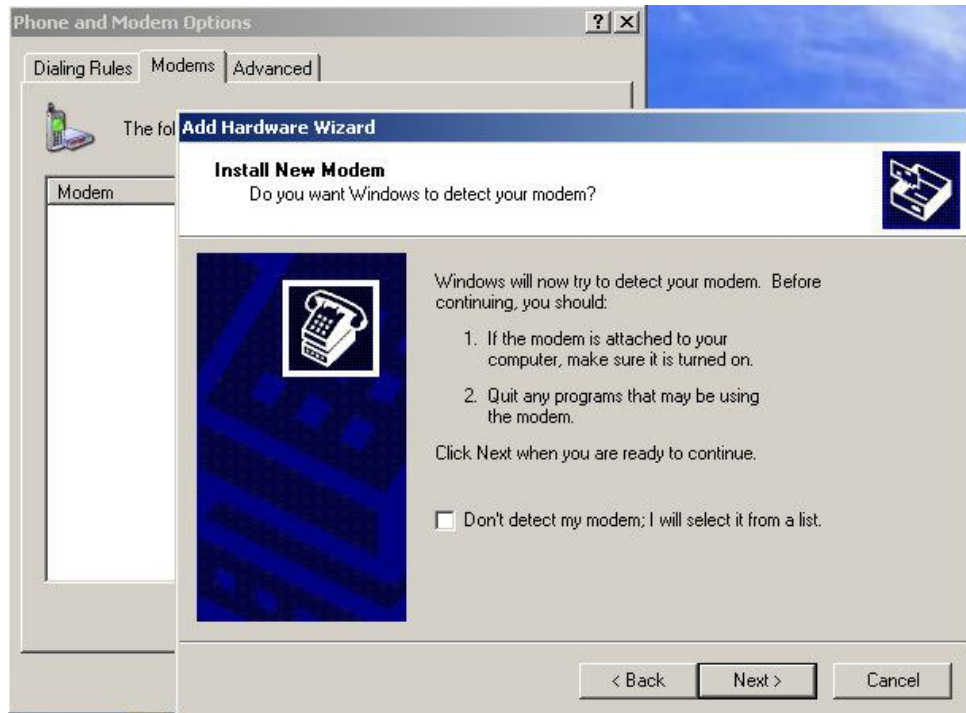 Phone and Modem Options
Dialing Rules Modems Advanced
The fol
Modem
Add Hardware Wizard
Install New Modem
Do you want Windows to detect your modem?
Windows will now try to detect your modem. Before
continuing, you should:
1. If the modem is attached to your
computer, make sure it is turned on.
2. Quit any programs that may be using
the modem.
Click Next when you are ready to continue.
Don't detect my modem; I will select it from a list.
< Back Next > Cancel